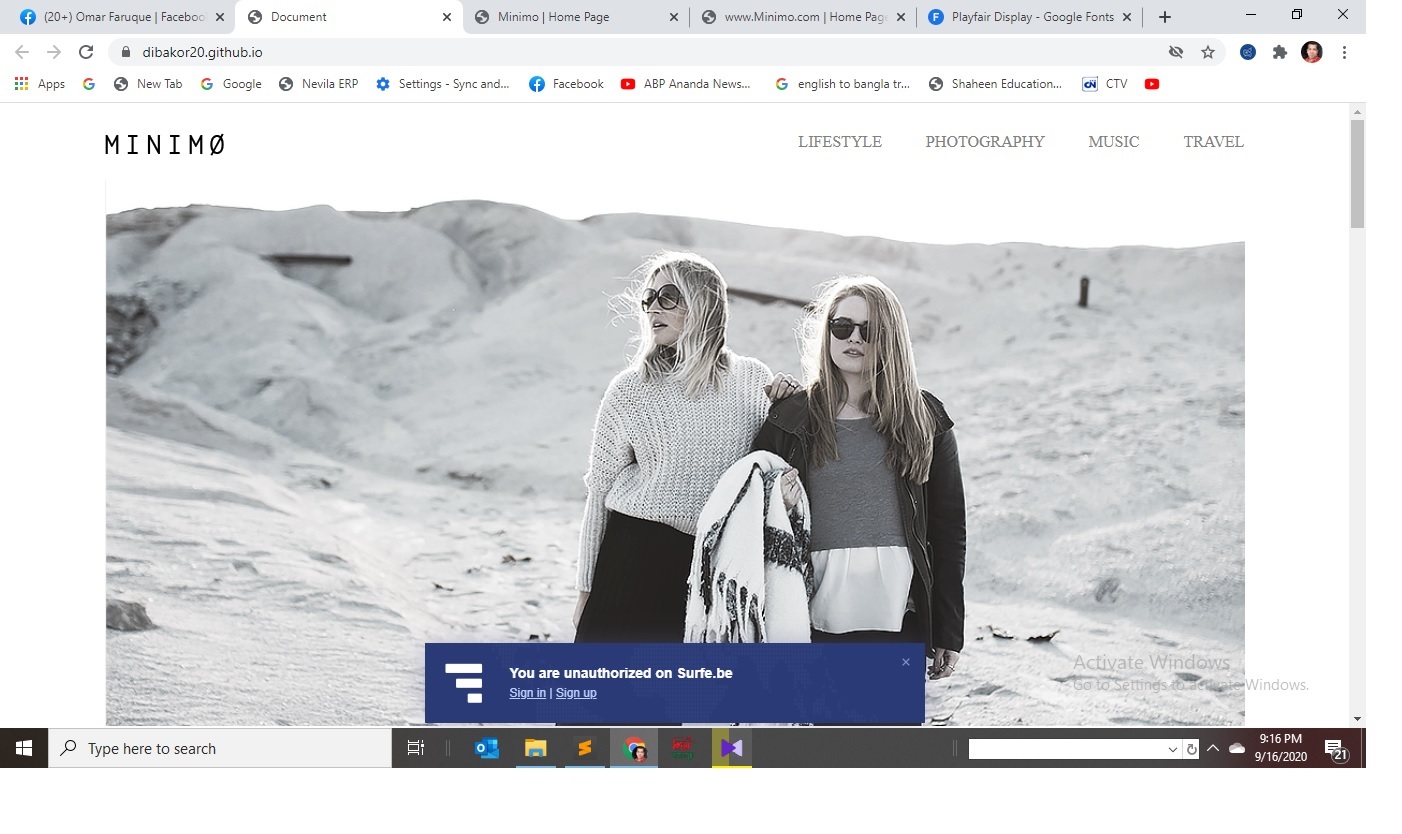 (20+) Omar Faruque | Faceboo
Document
Minimo | Home Page
www.Minimo.com | Home Page
Playfair Display - Google Fonts
dibakor20.github.io
Apps
New Tab
Google
Nevila ERP
Settings - Sync and...
Facebook
ABP Ananda News...
english to bangla tr...
Shaheen Education...
CTV
MINIMØ
LIFESTYLE
PHOTOGRAPHY
MUSIC
TRAVEL
You are unauthorized on Surfe.be
Sign in | Sign up
Activate Windows
Go to Settings to activate Windows.
Type here to search
9:16 PM
9/16/2020
21